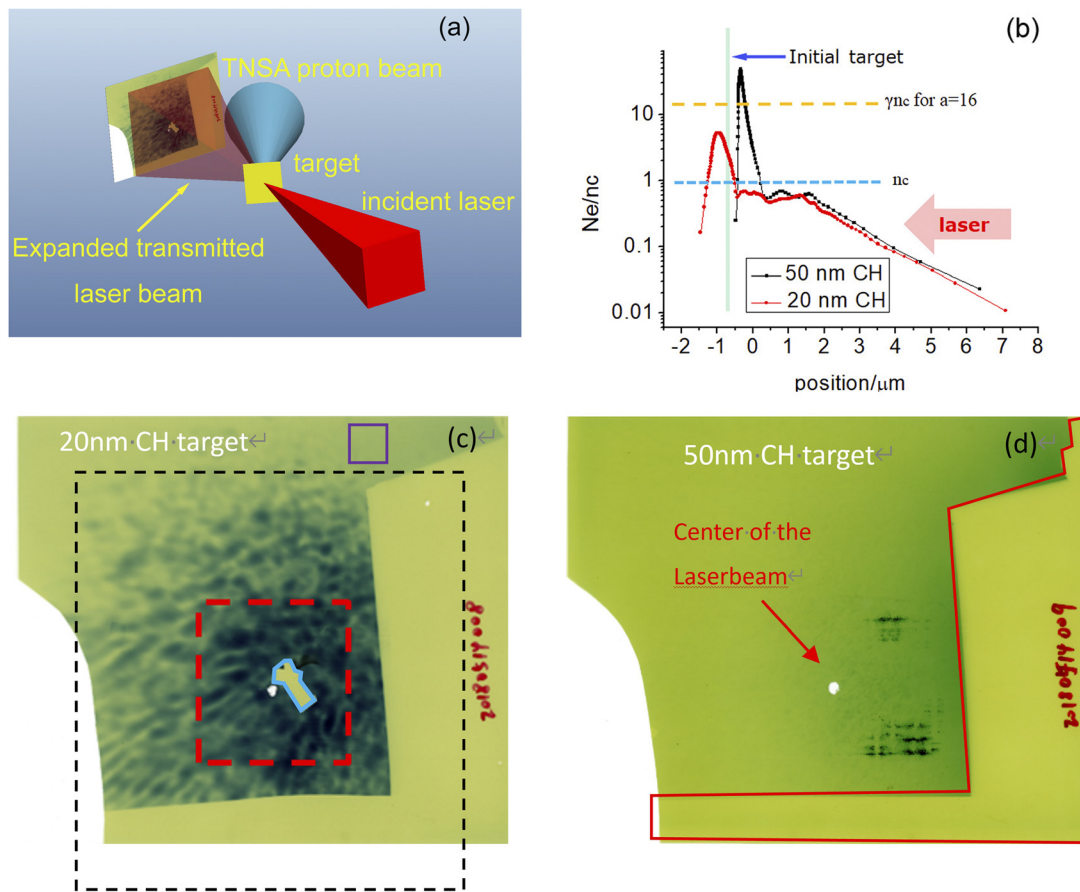 (a)
TNSA proton beam
target
incident laser
Expanded transmitted
laser beam
(b)
Initial target
γnc for a=16
nc
laser
50 nm CH
20 nm CH
Ne/nc
10
1
0.1
0.01
-2 -1 0 1 2 3 4 5 6 7 8
position/μm
20nm·CH·target↵
(c)↵
20180514008
50nm·CH·target↵
(d)↵
Center·of·the
Laserbeam↵
20180514009